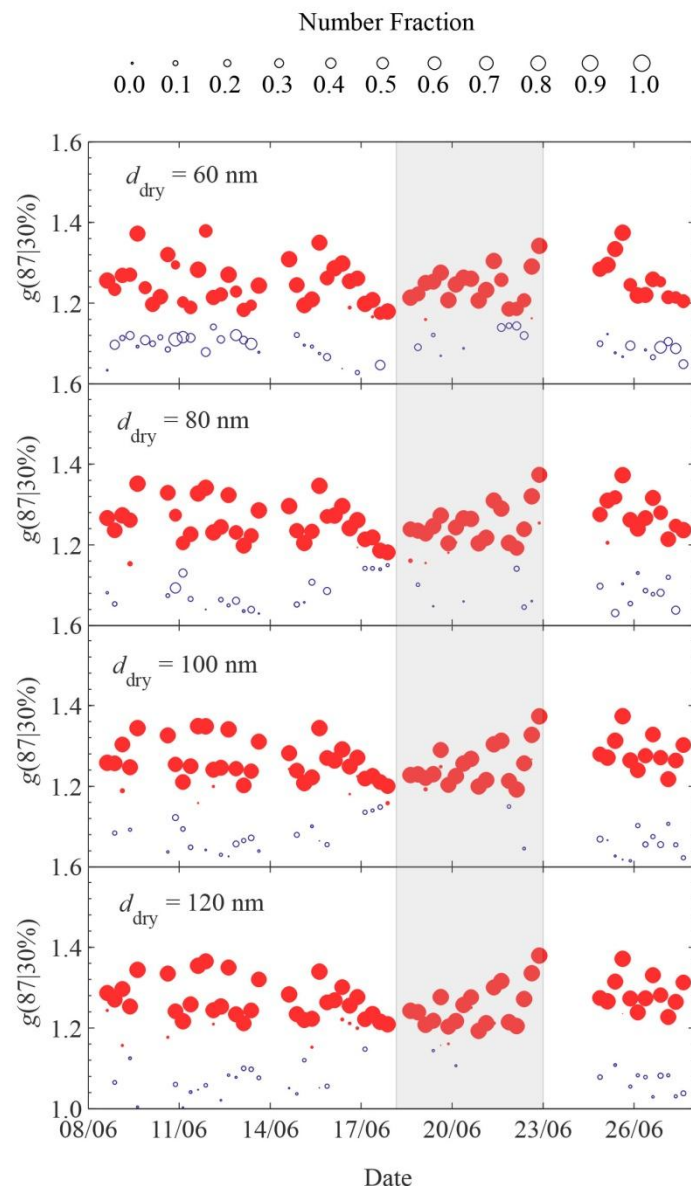 Number Fraction
0.0 0.1 0.2 0.3 0.4 0.5 0.6 0.7 0.8 0.9 1.0
1.6
d_dry = 60 nm
1.4
g(87|30%)
1.2
1.6
d_dry = 80 nm
1.4
g(87|30%)
1.2
1.6
d_dry = 100 nm
1.4
g(87|30%)
1.2
1.6
d_dry = 120 nm
1.4
g(87|30%)
1.2
1.0
08/06 11/06 14/06 17/06 20/06 23/06 26/06
Date